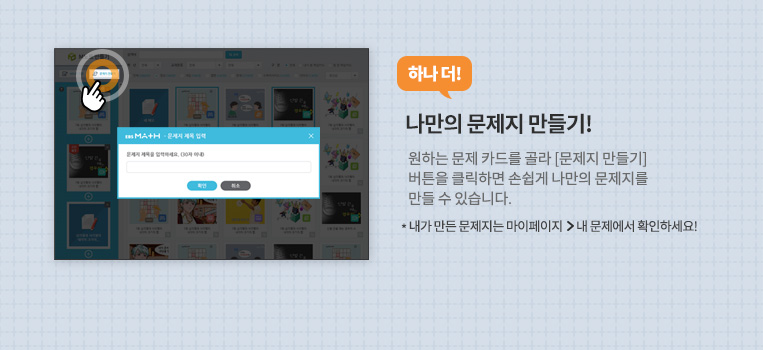 하나 더!
나만의 문제지 만들기!
원하는 문제 카드를 골라 [문제지 만들기]
버튼을 클릭하면 손쉽게 나만의 문제지를
만들 수 있습니다.
* 내가 만든 문제지는 마이페이지 > 내 문제에서 확인하세요!
EBS MATH - 문제지 제목 입력
문제지 제목을 입력하세요. (30자 이내)
확인 취소